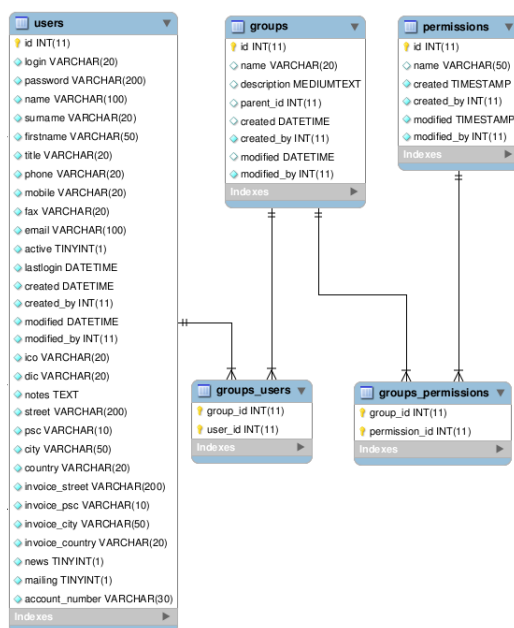 users
id INT(11)
login VARCHAR(20)
password VARCHAR(200)
name VARCHAR(100)
surname VARCHAR(20)
firstname VARCHAR(50)
title VARCHAR(20)
phone VARCHAR(20)
mobile VARCHAR(20)
fax VARCHAR(20)
email VARCHAR(100)
active TINYINT(1)
lastlogin DATETIME
created DATETIME
created_by INT(11)
modified DATETIME
modified_by INT(11)
ico VARCHAR(20)
dic VARCHAR(20)
notes TEXT
street VARCHAR(200)
psc VARCHAR(10)
city VARCHAR(50)
country VARCHAR(20)
invoice_street VARCHAR(200)
invoice_psc VARCHAR(10)
invoice_city VARCHAR(50)
invoice_country VARCHAR(20)
news TINYINT(1)
mailing TINYINT(1)
account_number VARCHAR(30)
Indexes
groups
id INT(11)
name VARCHAR(20)
description MEDIUMTEXT
parent_id INT(11)
created DATETIME
created_by INT(11)
modified DATETIME
modified_by INT(11)
Indexes
permissions
id INT(11)
name VARCHAR(50)
created TIMESTAMP
created_by INT(11)
modified TIMESTAMP
modified_by INT(11)
Indexes
groups_users
group_id INT(11)
user_id INT(11)
Indexes
groups_permissions
group_id INT(11)
permission_id INT(11)
Indexes